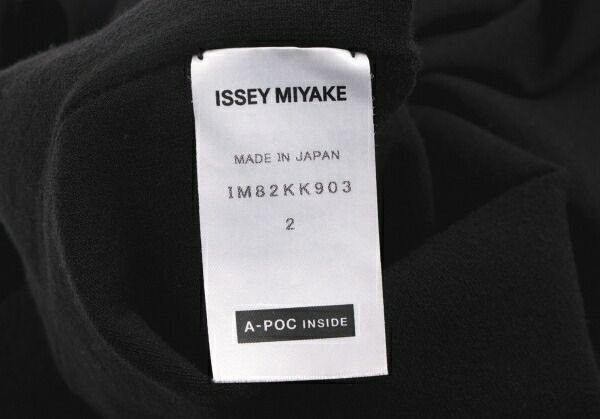 ISSEY MIYAKE
MADE IN JAPAN
IM82KK903
2
A-POC INSIDE